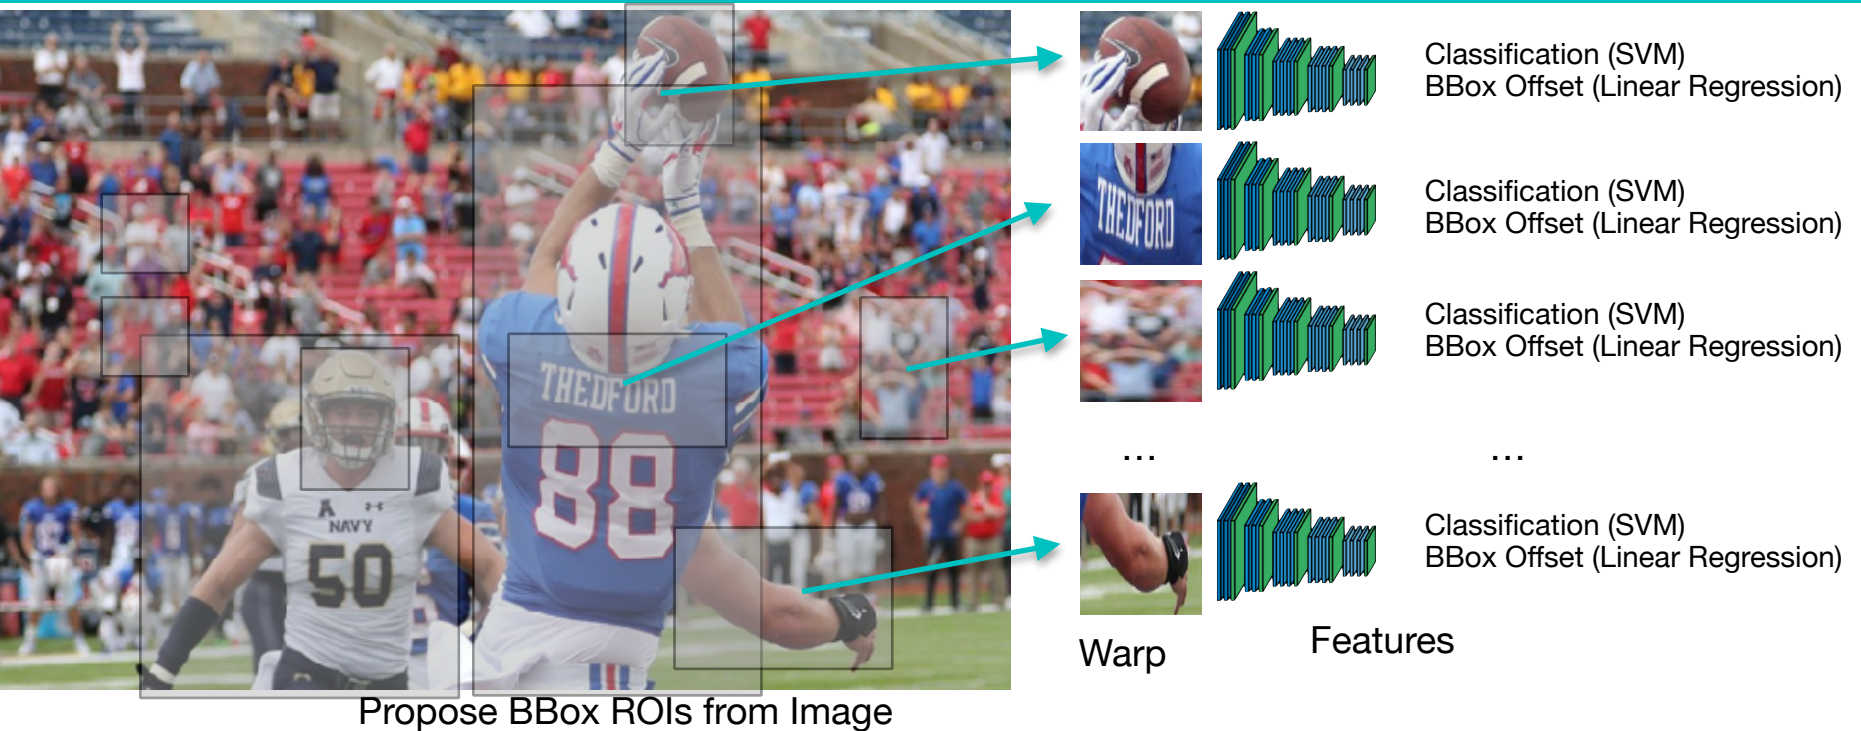 Classification (SVM)
BBox Offset (Linear Regression)
THEDFORD
Classification (SVM)
BBox Offset (Linear Regression)
Classification (SVM)
BBox Offset (Linear Regression)
THEDFORD
88
NAVY
50
...
...
Classification (SVM)
BBox Offset (Linear Regression)
Warp
Features
Propose BBox ROIs from Image